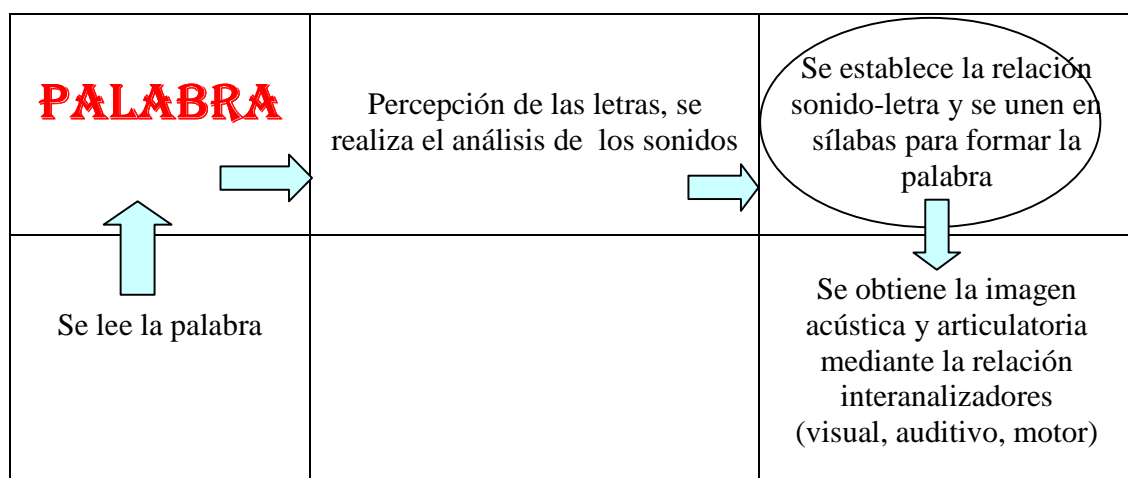 PALABRA
Percepción de las letras, se
realiza el análisis de los sonidos
Se establece la relación
sonido-letra y se unen en
sílabas para formar la
palabra
Se lee la palabra
Se obtiene la imagen
acústica y articulatoria
mediante la relación
interanalizadores
(visual, auditivo, motor)